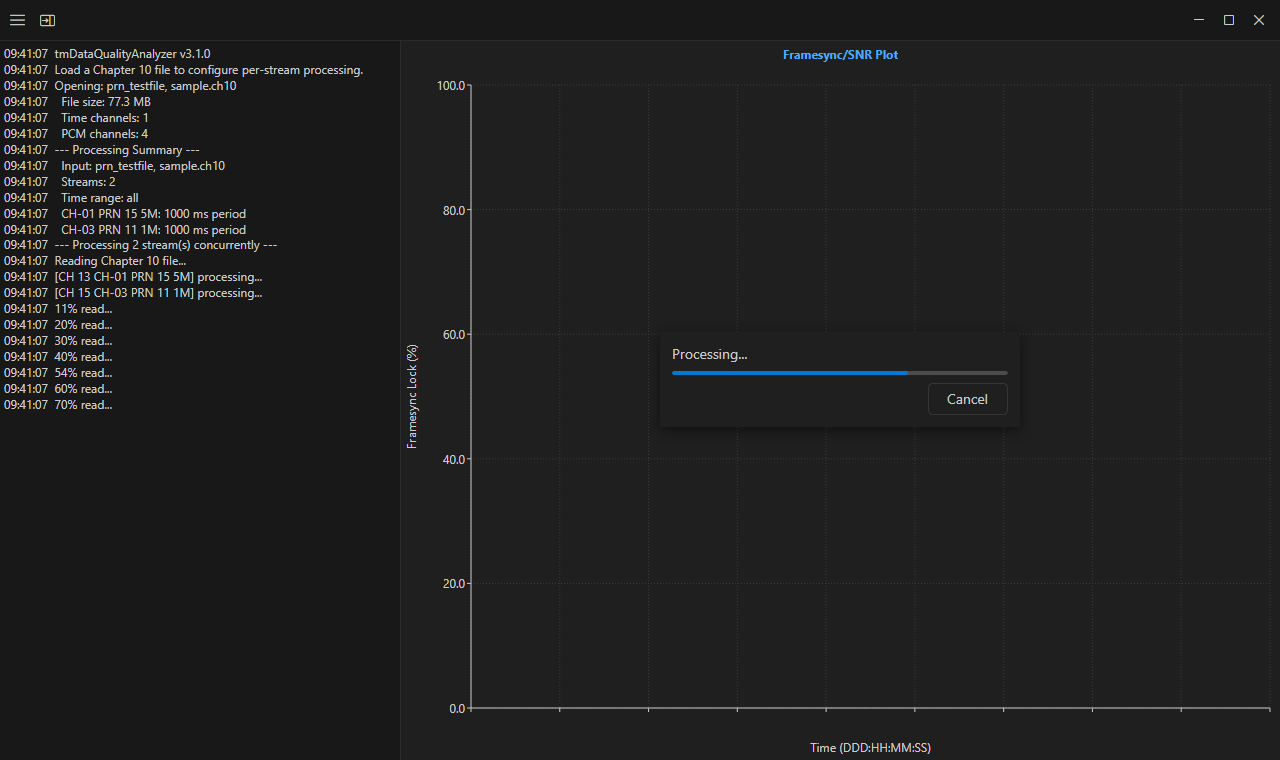 09:41:07 tmDataQualityAnalyzer v3.1.0
09:41:07 Load a Chapter 10 file to configure per-stream processing.
09:41:07 Opening: prn_testfile, sample.ch10
09:41:07 File size: 77.3 MB
09:41:07 Time channels: 1
09:41:07 PCM channels: 4
09:41:07 --- Processing Summary ---
09:41:07 Input: prn_testfile, sample.ch10
09:41:07 Streams: 2
09:41:07 Time range: all
09:41:07 CH-01 PRN 15 5M: 1000 ms period
09:41:07 CH-03 PRN 11 1M: 1000 ms period
09:41:07 --- Processing 2 stream(s) concurrently ---
09:41:07 Reading Chapter 10 file...
09:41:07 [CH 13 CH-01 PRN 15 5M] processing...
09:41:07 [CH 15 CH-03 PRN 11 1M] processing...
09:41:07 11% read...
09:41:07 20% read...
09:41:07 30% read...
09:41:07 40% read...
09:41:07 54% read...
09:41:07 60% read...
09:41:07 70% read...
Framesync/SNR Plot
Framesync Lock (%)
100.0
80.0
60.0
40.0
20.0
0.0
Processing...
Cancel
Time (DDD:HH:MM:SS)